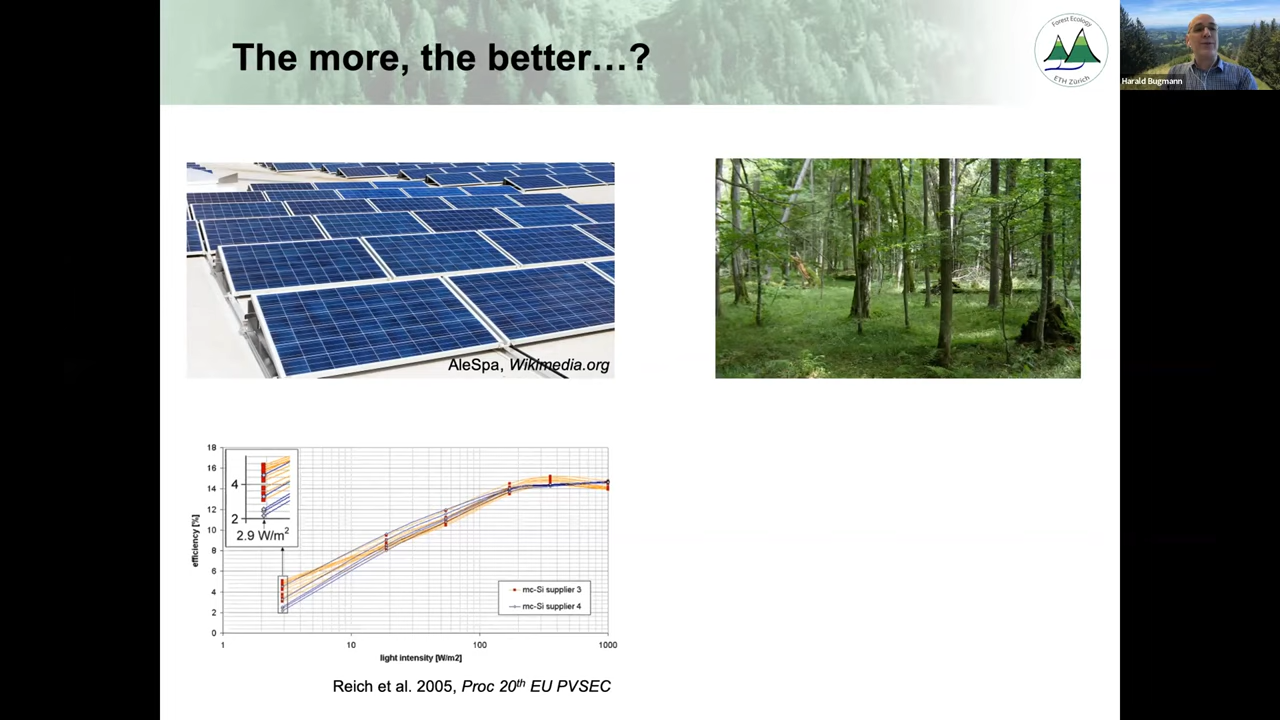 The more, the better…?
Forest Ecology
ETH Zürich
Harald Bugmann
AleSpa, Wikimedia.org
18
16
14
12
10
8
6
4
2
0
efficiency [%]
4
2
2.9 W/m²
mc-Si supplier 3
mc-Si supplier 4
1
10
100
1000
light intensity [W/m2]
Reich et al. 2005, Proc 20th EU PVSEC